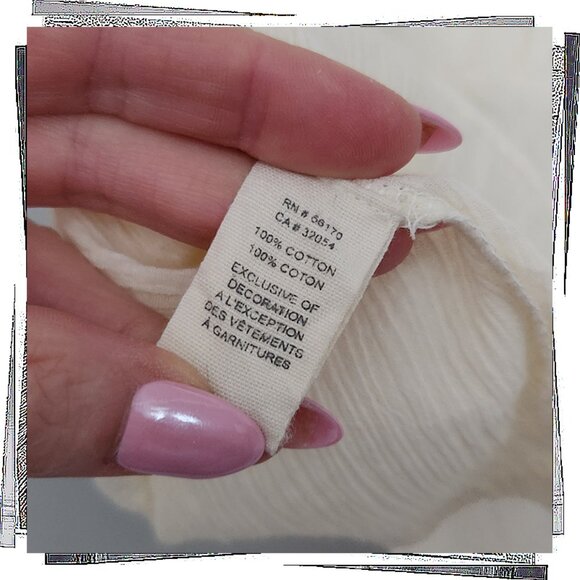 RN # 56170
CA # 32054
100% COTTON
100% COTON
EXCLUSIVE OF
DECORATION
A L'EXCEPTION
DES VÊTEMENTS
À GARNITURES